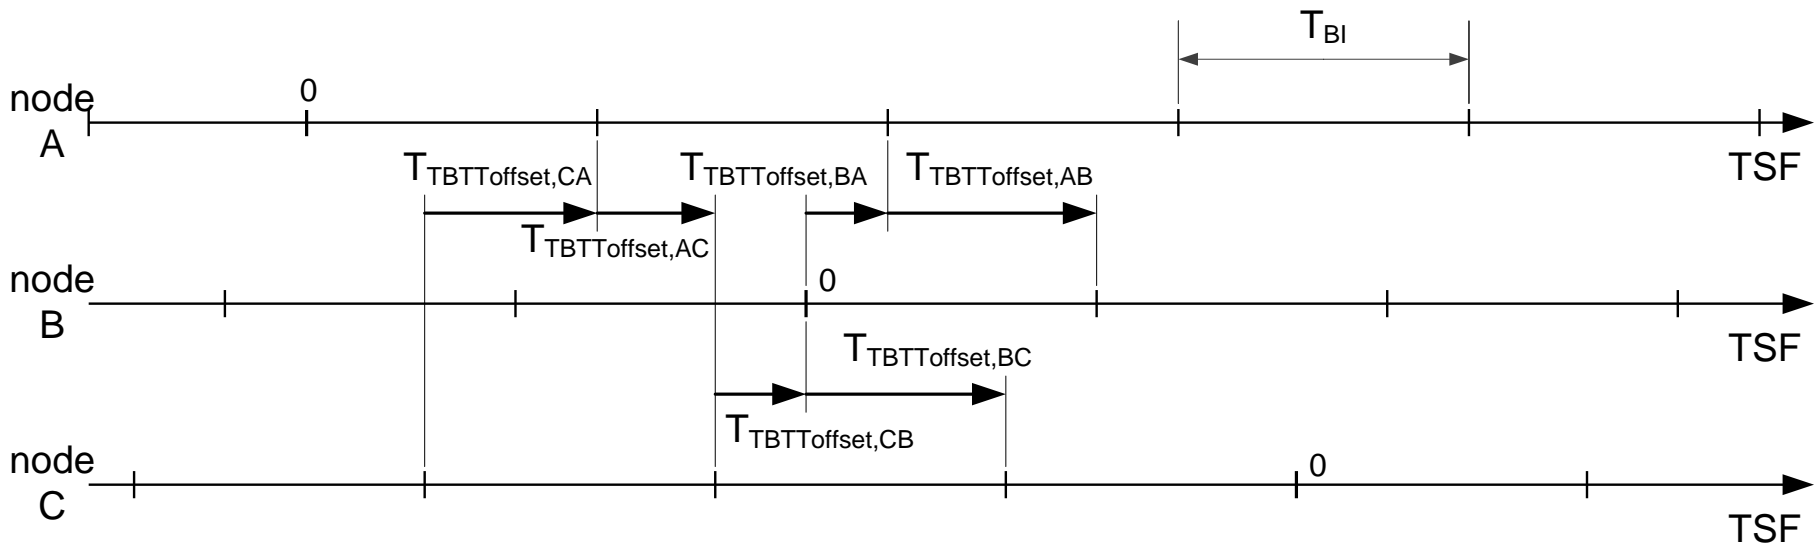 T_BI
node
A
0
TSF
T_TBTToffset,CA
T_TBTToffset,BA
T_TBTToffset,AB
T_TBTToffset,AC
node
B
0
TSF
T_TBTToffset,BC
T_TBTToffset,CB
node
C
0
TSF